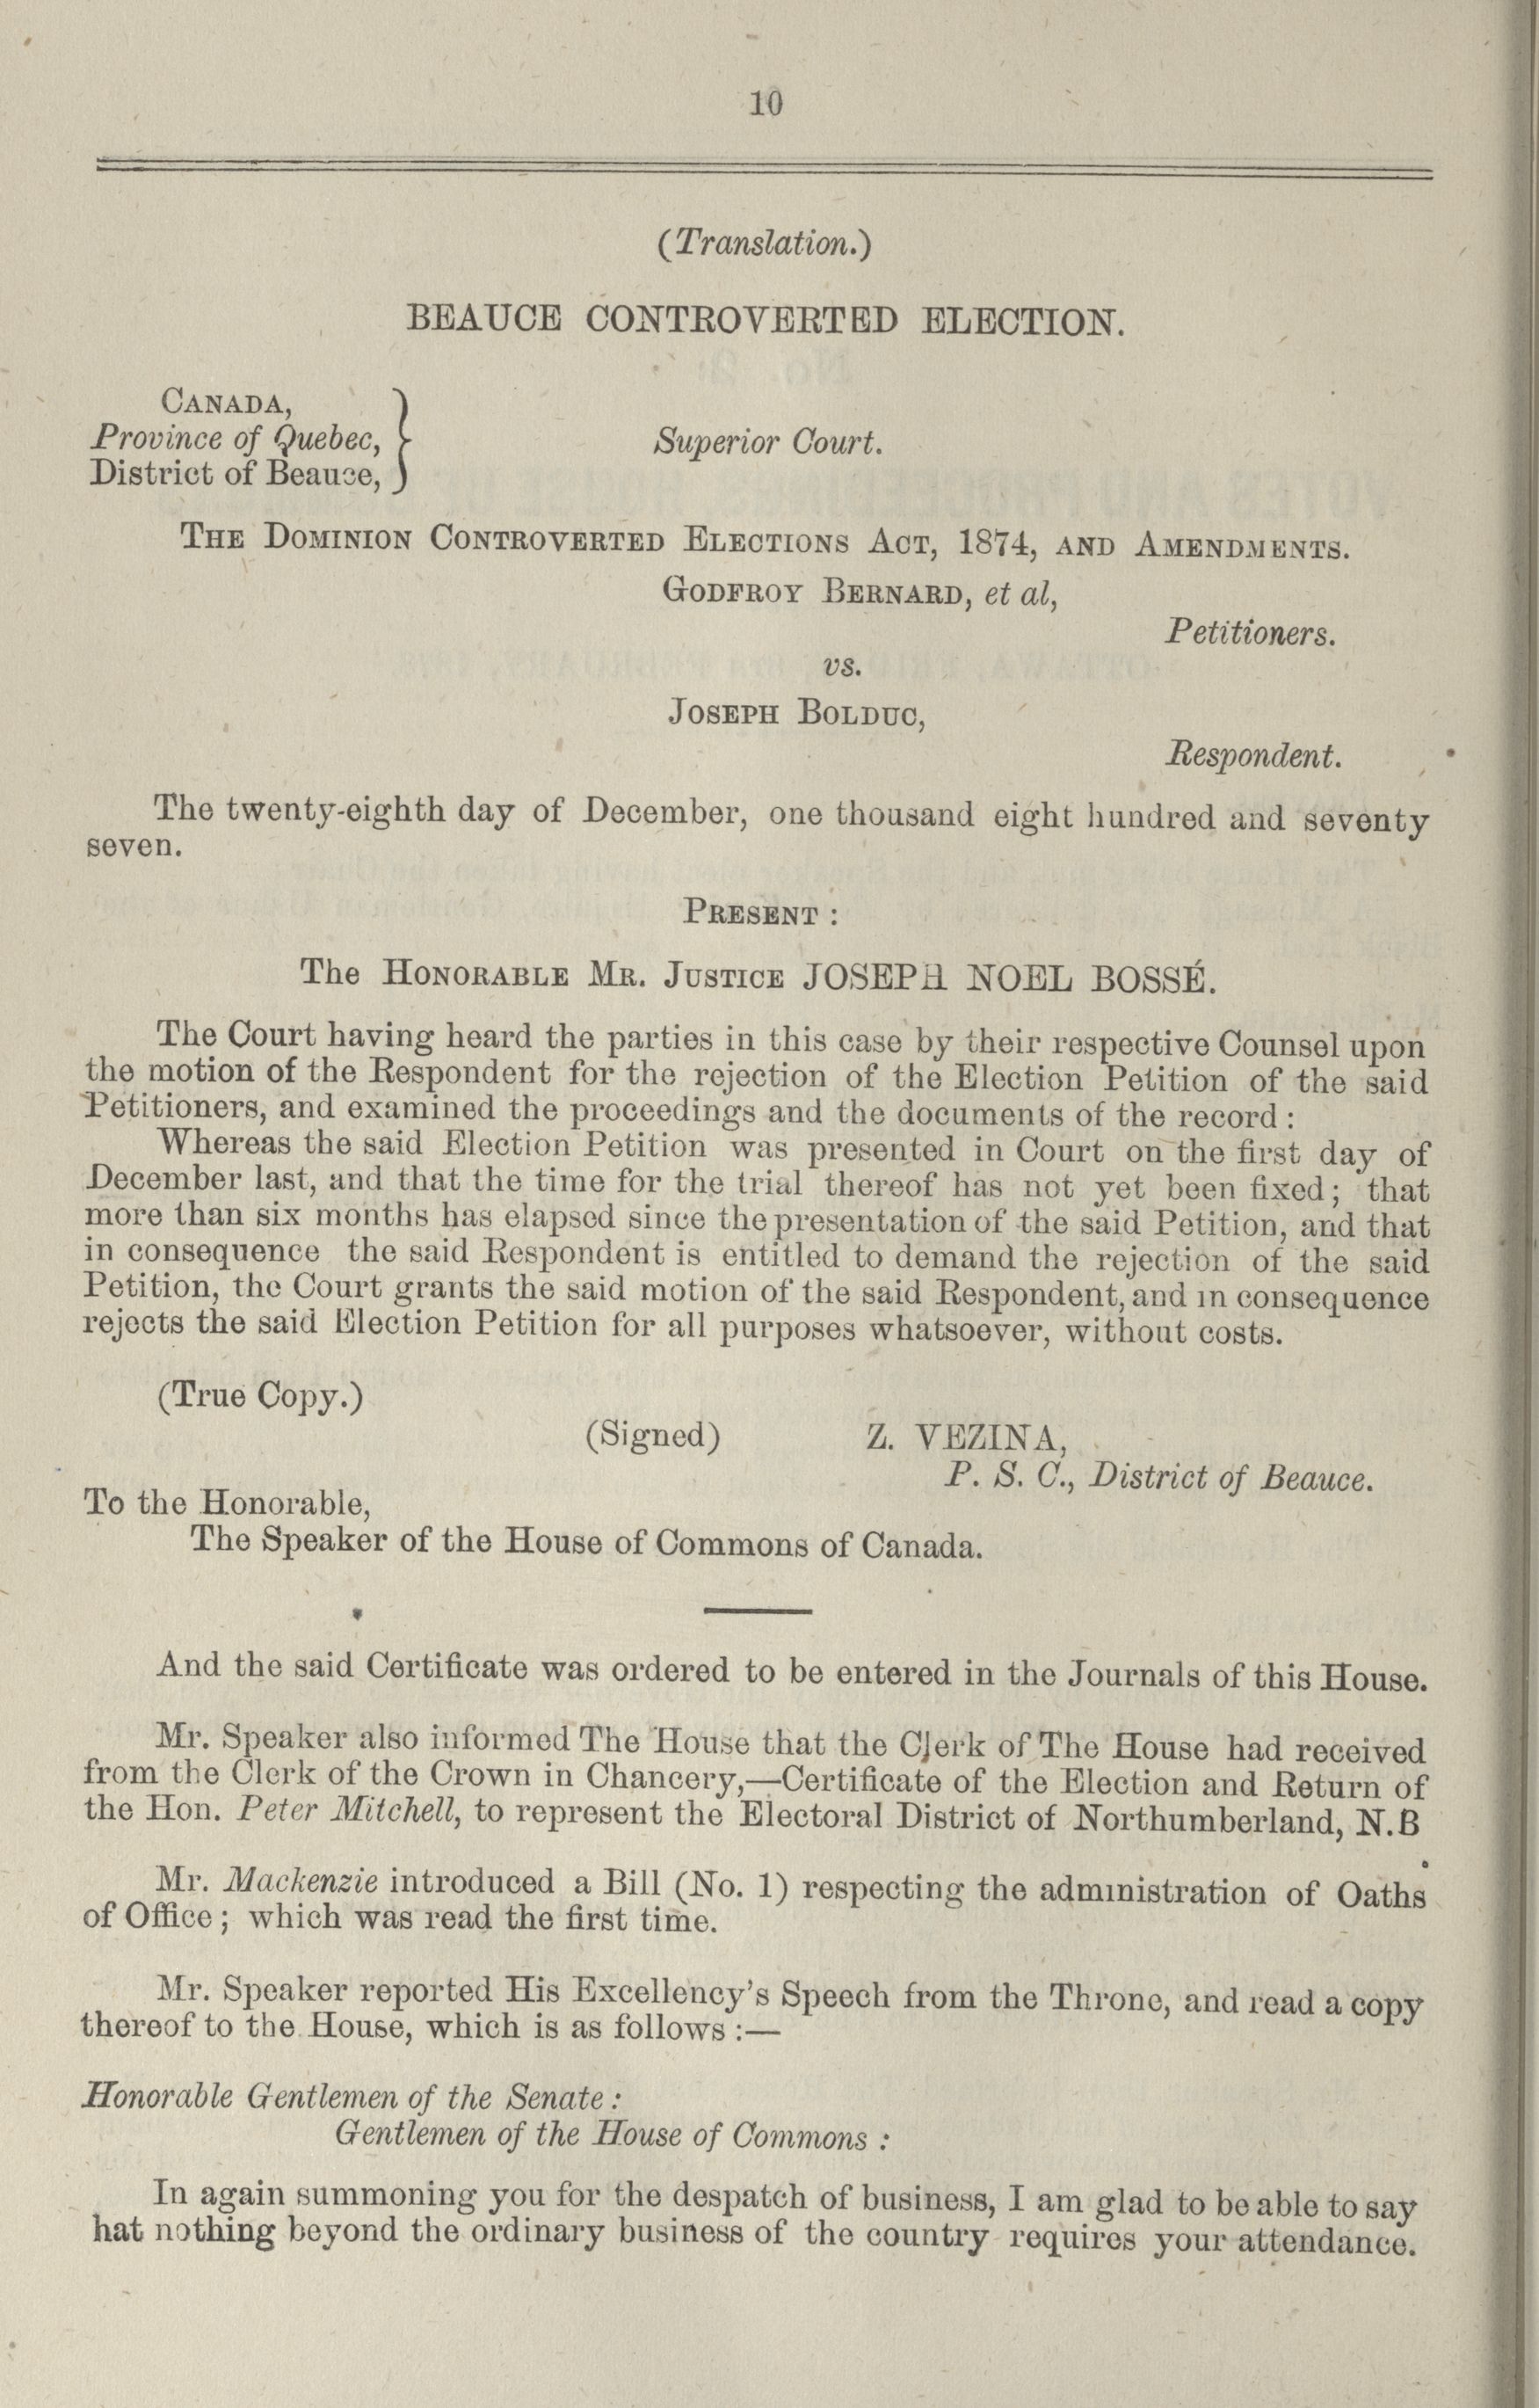 10
(Translation.)
BEAUCE CONTROVERTED ELECTION.
CANADA,
Province of Quebec,
District of Beauce,
Superior Court.
THE DOMINION CONTROVERTED ELECTIONS ACT, 1874, AND AMENDMENTS.
GODFROY BERNARD, et al,
Petitioners.
vs.
JOSEPH BOLDUC,
Respondent.
The twenty-eighth day of December, one thousand eight hundred and seventy
seven.
PRESENT :
The HONORABLE MR. JUSTICE JOSEPH NOEL BOSSÉ.
The Court having heard the parties in this case by their respective Counsel upon
the motion of the Respondent for the rejection of the Election Petition of the said
Petitioners, and examined the proceedings and the documents of the record :
Whereas the said Election Petition was presented in Court on the first day of
December last, and that the time for the trial thereof has not yet been fixed; that
more than six months has elapsed since the presentation of the said Petition, and that
in consequence the said Respondent is entitled to demand the rejection of the said
Petition, the Court grants the said motion of the said Respondent, and in consequence
rejects the said Election Petition for all purposes whatsoever, without costs.
(True Copy.)
(Signed) Z. VEZINA,
P. S. C., District of Beauce.
To the Honorable,
The Speaker of the House of Commons of Canada.
And the said Certificate was ordered to be entered in the Journals of this House.
Mr. Speaker also informed The House that the Clerk of The House had received
from the Clerk of the Crown in Chancery,—Certificate of the Election and Return of
the Hon. Peter Mitchell, to represent the Electoral District of Northumberland, N.B.
Mr. Mackenzie introduced a Bill (No. 1) respecting the administration of Oaths
of Office; which was read the first time.
Mr. Speaker reported His Excellency's Speech from the Throne, and read a copy
thereof to the House, which is as follows :—
Honorable Gentlemen of the Senate :
Gentlemen of the House of Commons :
In again summoning you for the despatch of business, I am glad to be able to say
hat nothing beyond the ordinary business of the country requires your attendance.